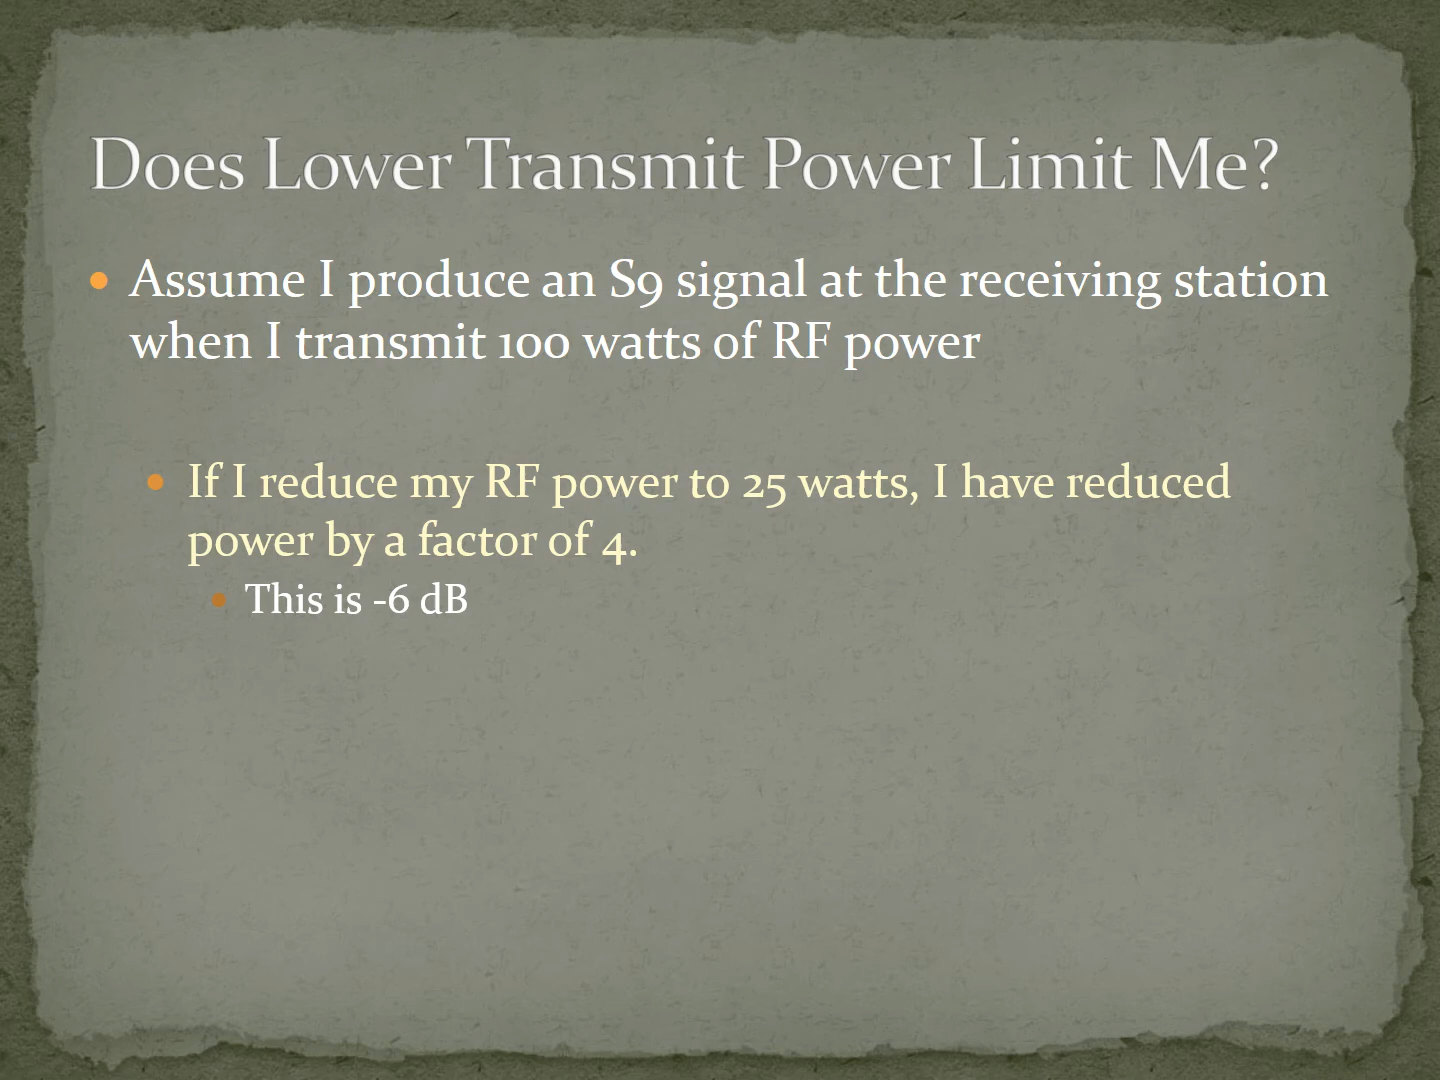 Does Lower Transmit Power Limit Me?
• Assume I produce an S9 signal at the receiving station
when I transmit 100 watts of RF power
• If I reduce my RF power to 25 watts, I have reduced
power by a factor of 4.
• This is -6 dB